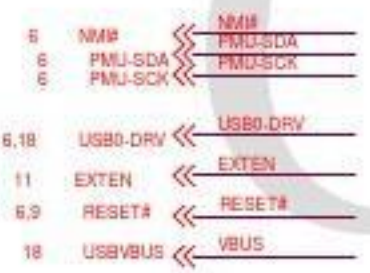 6 NMI# NMI#
6 PMU-SDA PMU-SDA
6 PMU-SCK PMU-SCK
6,18 USB0-DRV USB0-DRV
11 EXTEN EXTEN
6,9 RESET# RESET#
18 USBVBUS VBUS